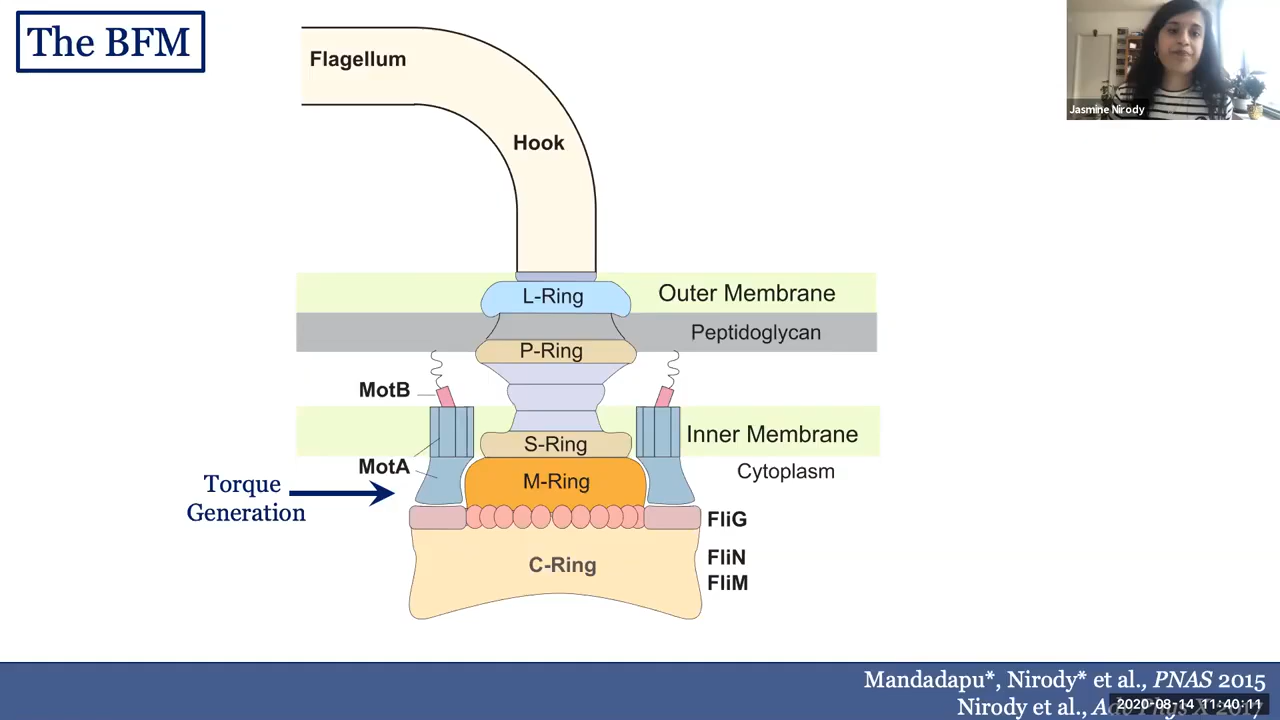 The BFM
Jasmine Nirody
Flagellum
Hook
L-Ring
Outer Membrane
Peptidoglycan
P-Ring
MotB
Inner Membrane
S-Ring
MotA
Cytoplasm
M-Ring
Torque
Generation
FliG
FliN
C-Ring
FliM
Mandadapu*, Nirody* et al., PNAS 2015
Nirody et al.,
2020-08-14 11:40:11